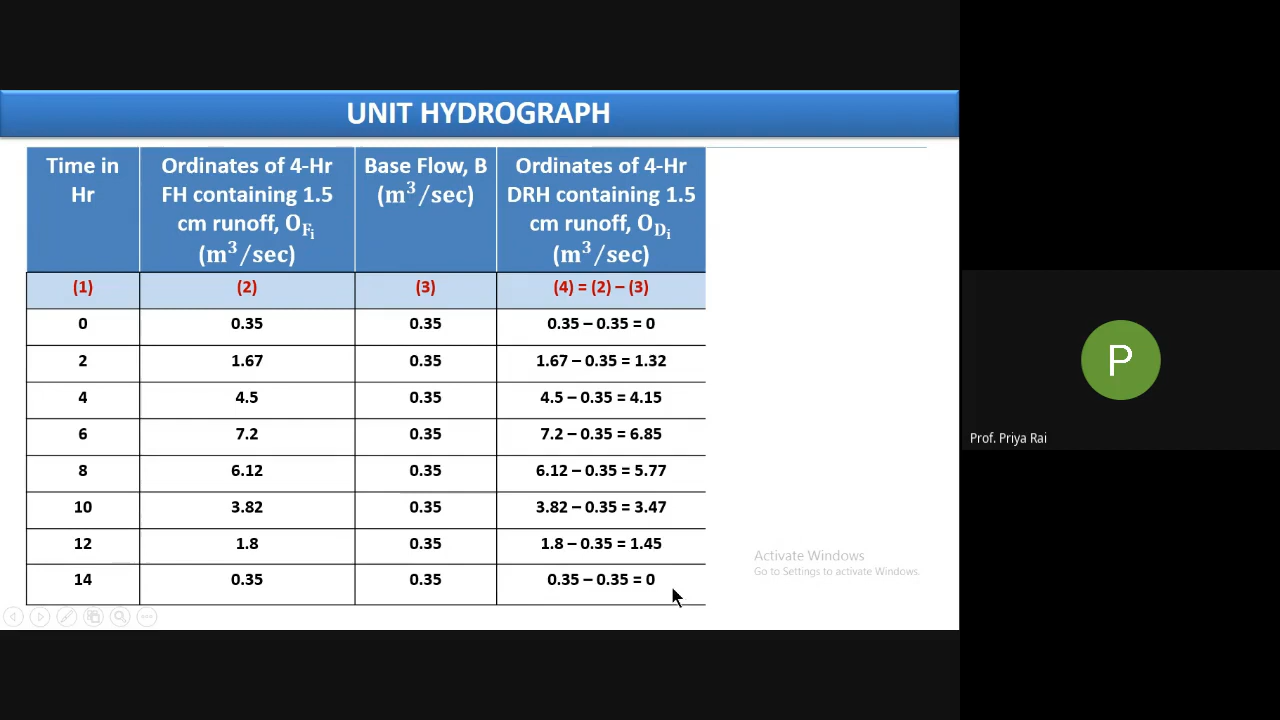 UNIT HYDROGRAPH
Time in
Hr
Ordinates of 4-Hr
FH containing 1.5
cm runoff, O_Fi
(m³/sec)
Base Flow, B
(m³/sec)
Ordinates of 4-Hr
DRH containing 1.5
cm runoff, O_Di
(m³/sec)
(1) (2) (3) (4) = (2) – (3)
0 0.35 0.35 0.35 – 0.35 = 0
2 1.67 0.35 1.67 – 0.35 = 1.32
4 4.5 0.35 4.5 – 0.35 = 4.15
6 7.2 0.35 7.2 – 0.35 = 6.85
8 6.12 0.35 6.12 – 0.35 = 5.77
10 3.82 0.35 3.82 – 0.35 = 3.47
12 1.8 0.35 1.8 – 0.35 = 1.45
14 0.35 0.35 0.35 – 0.35 = 0
Activate Windows
Go to Settings to activate Windows.
P
Prof. Priya Rai